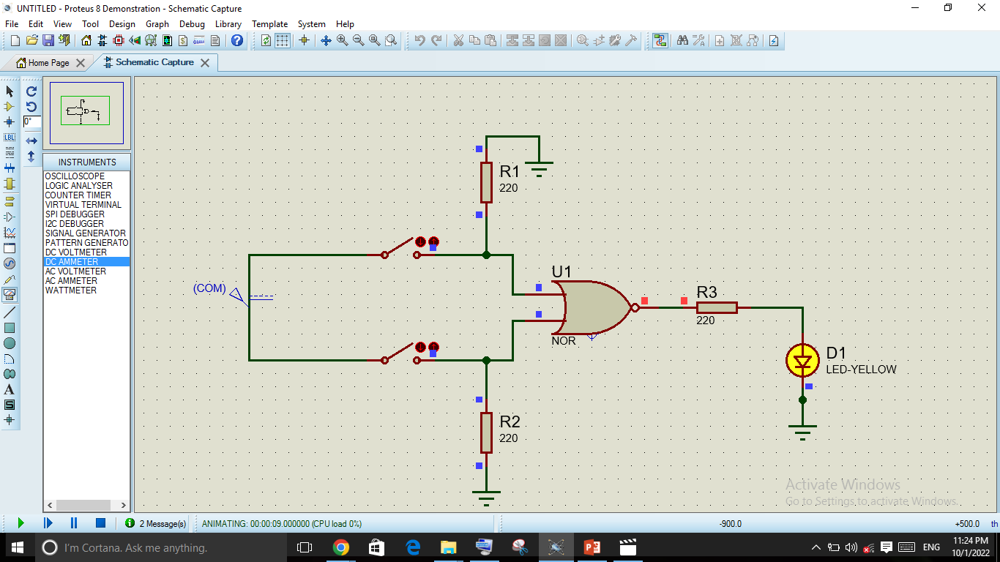 UNTITLED - Proteus 8 Demonstration - Schematic Capture
File Edit View Tool Design Graph Debug Library Template System Help
Home Page Schematic Capture
0°
LBL
A
S
INSTRUMENTS
OSCILLOSCOPE
LOGIC ANALYSER
COUNTER TIMER
VIRTUAL TERMINAL
SPI DEBUGGER
I2C DEBUGGER
SIGNAL GENERATOR
PATTERN GENERATO
DC VOLTMETER
DC AMMETER
AC VOLTMETER
AC AMMETER
WATTMETER
R1
220
(COM)
U1
NOR
R3
220
D1
LED-YELLOW
R2
220
Activate Windows
Go to Settings to activate Windows.
2 Message(s) ANIMATING: 00:00:09.000000 (CPU load 0%) -900.0 +500.0 th
I'm Cortana. Ask me anything.
ENG
11:24 PM
10/1/2022